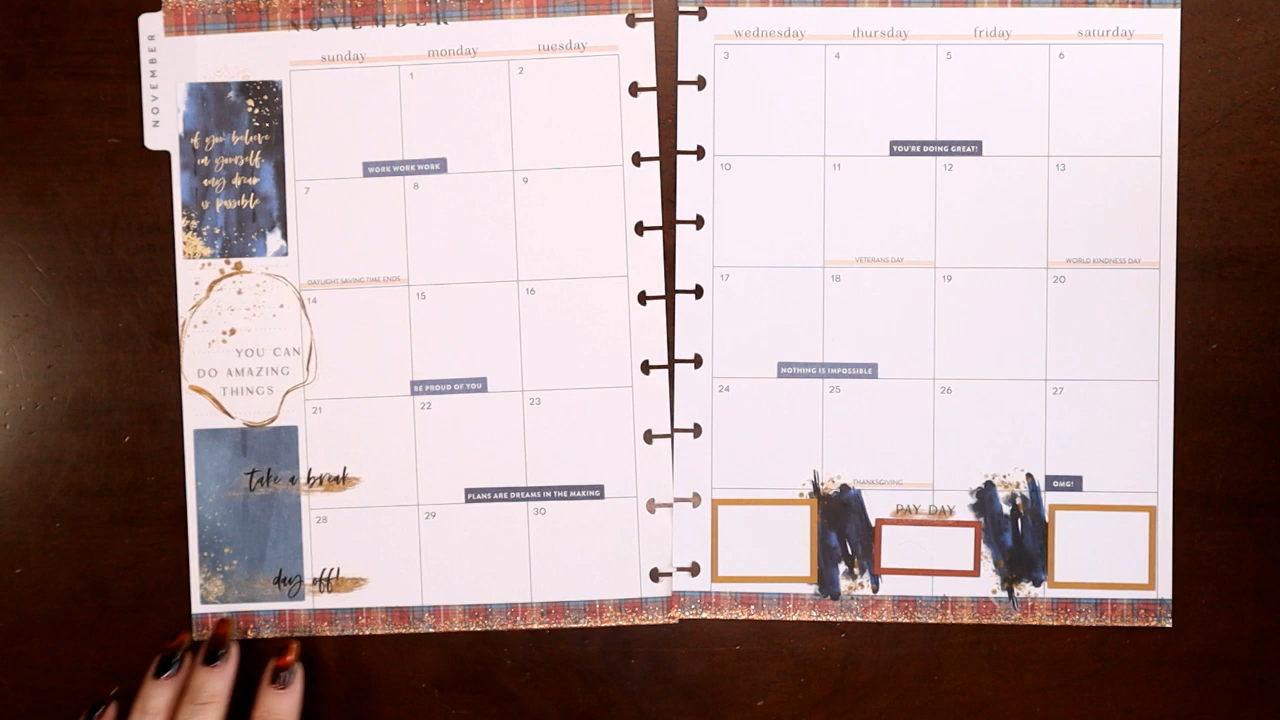 NOVEMBER
NOVEMBER
sunday
monday
tuesday
1
2
WORK WORK WORK
7
8
9
DAYLIGHT SAVING TIME ENDS
14
15
16
BE PROUD OF YOU
21
22
23
PLANS ARE DREAMS IN THE MAKING
28
29
30
if you believe
in yourself,
any dream
is possible
YOU CAN
DO AMAZING
THINGS
take a break
day off!
wednesday
thursday
friday
saturday
3
4
5
6
YOU'RE DOING GREAT!
10
11
12
13
VETERANS DAY
WORLD KINDNESS DAY
17
18
19
20
NOTHING IS IMPOSSIBLE
24
25
26
27
THANKSGIVING
OMG!
PAY DAY